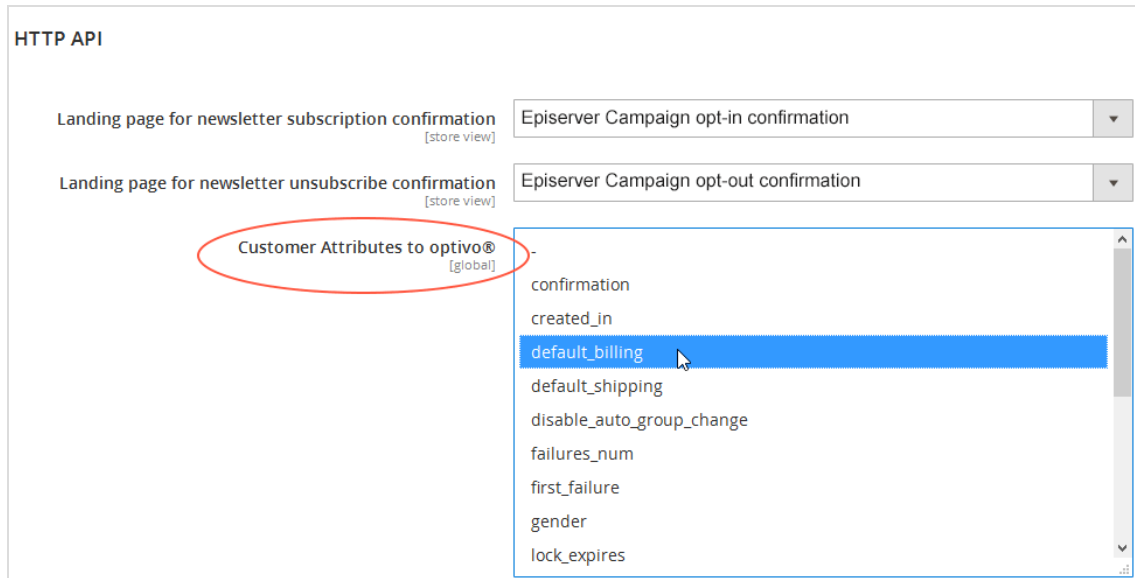 HTTP API
Landing page for newsletter subscription confirmation
[store view]
Episerver Campaign opt-in confirmation
Landing page for newsletter unsubscribe confirmation
[store view]
Episerver Campaign opt-out confirmation
Customer Attributes to optivo®
[global]
-
confirmation
created_in
default_billing
default_shipping
disable_auto_group_change
failures_num
first_failure
gender
lock_expires